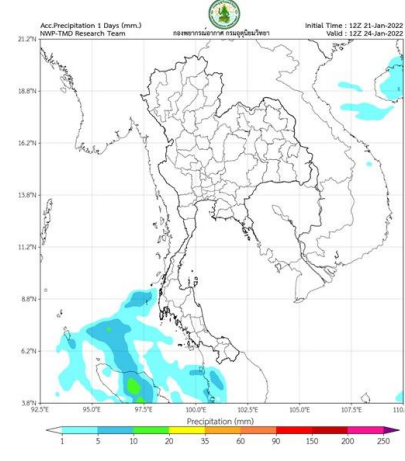 Acc.Precipitation 1 Days (mm.)
NWP-TMD Research Team
กองพยากรณ์อากาศ กรมอุตุนิยมวิทยา
Initial Time : 12Z 21-Jan-2022
Valid : 12Z 24-Jan-2022
21.2°N
18.8°N
16.2°N
13.8°N
11.2°N
8.8°N
6.2°N
3.8°N
92.5°E 95.0°E 97.5°E 100.0°E 102.5°E 105.0°E 107.5°E 110.
Precipitation (mm)
1 5 10 20 35 60 90 150 200 250